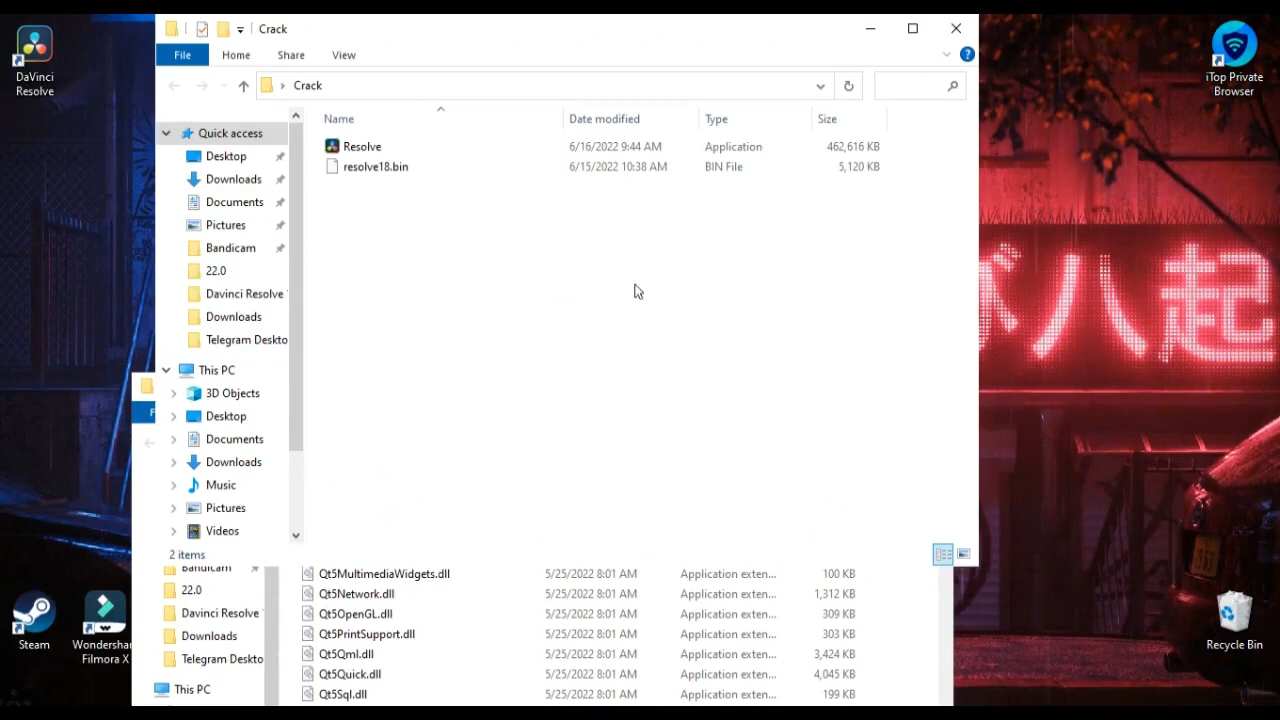 Crack
File
Home
Share
View
Crack
Name
Date modified
Type
Size
Resolve
6/16/2022 9:44 AM
Application
462,616 KB
resolve18.bin
6/15/2022 10:38 AM
BIN File
5,120 KB
Quick access
Desktop
Downloads
Documents
Pictures
Bandicam
22.0
Davinci Resolve
Downloads
Telegram Deskto
This PC
3D Objects
Desktop
Documents
Downloads
Music
Pictures
Videos
2 items
F
Bandicam
22.0
Davinci Resolve
Downloads
Telegram Deskto
This PC
Qt5MultimediaWidgets.dll
5/25/2022 8:01 AM
Application exten...
100 KB
Qt5Network.dll
5/25/2022 8:01 AM
Application exten...
1,312 KB
Qt5OpenGL.dll
5/25/2022 8:01 AM
Application exten...
309 KB
Qt5PrintSupport.dll
5/25/2022 8:01 AM
Application exten...
303 KB
Qt5Qml.dll
5/25/2022 8:01 AM
Application exten...
3,424 KB
Qt5Quick.dll
5/25/2022 8:01 AM
Application exten...
4,045 KB
Qt5Sql.dll
5/25/2022 8:01 AM
Application exten...
199 KB
DaVinci
Resolve
Steam
Wondershar
Filmora X
iTop Private
Browser
Recycle Bin
八起